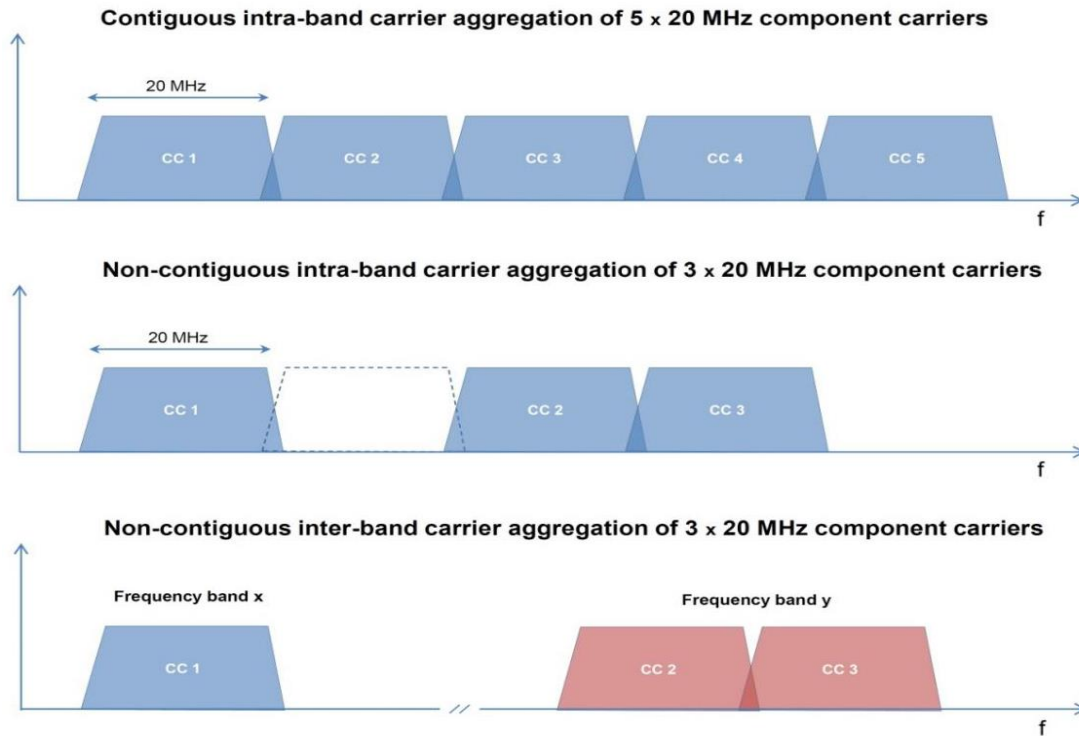 Contiguous intra-band carrier aggregation of 5 x 20 MHz component carriers
20 MHz
CC 1
CC 2
CC 3
CC 4
CC 5
f
Non-contiguous intra-band carrier aggregation of 3 x 20 MHz component carriers
20 MHz
CC 1
CC 2
CC 3
f
Non-contiguous inter-band carrier aggregation of 3 x 20 MHz component carriers
Frequency band x
Frequency band y
CC 1
CC 2
CC 3
f